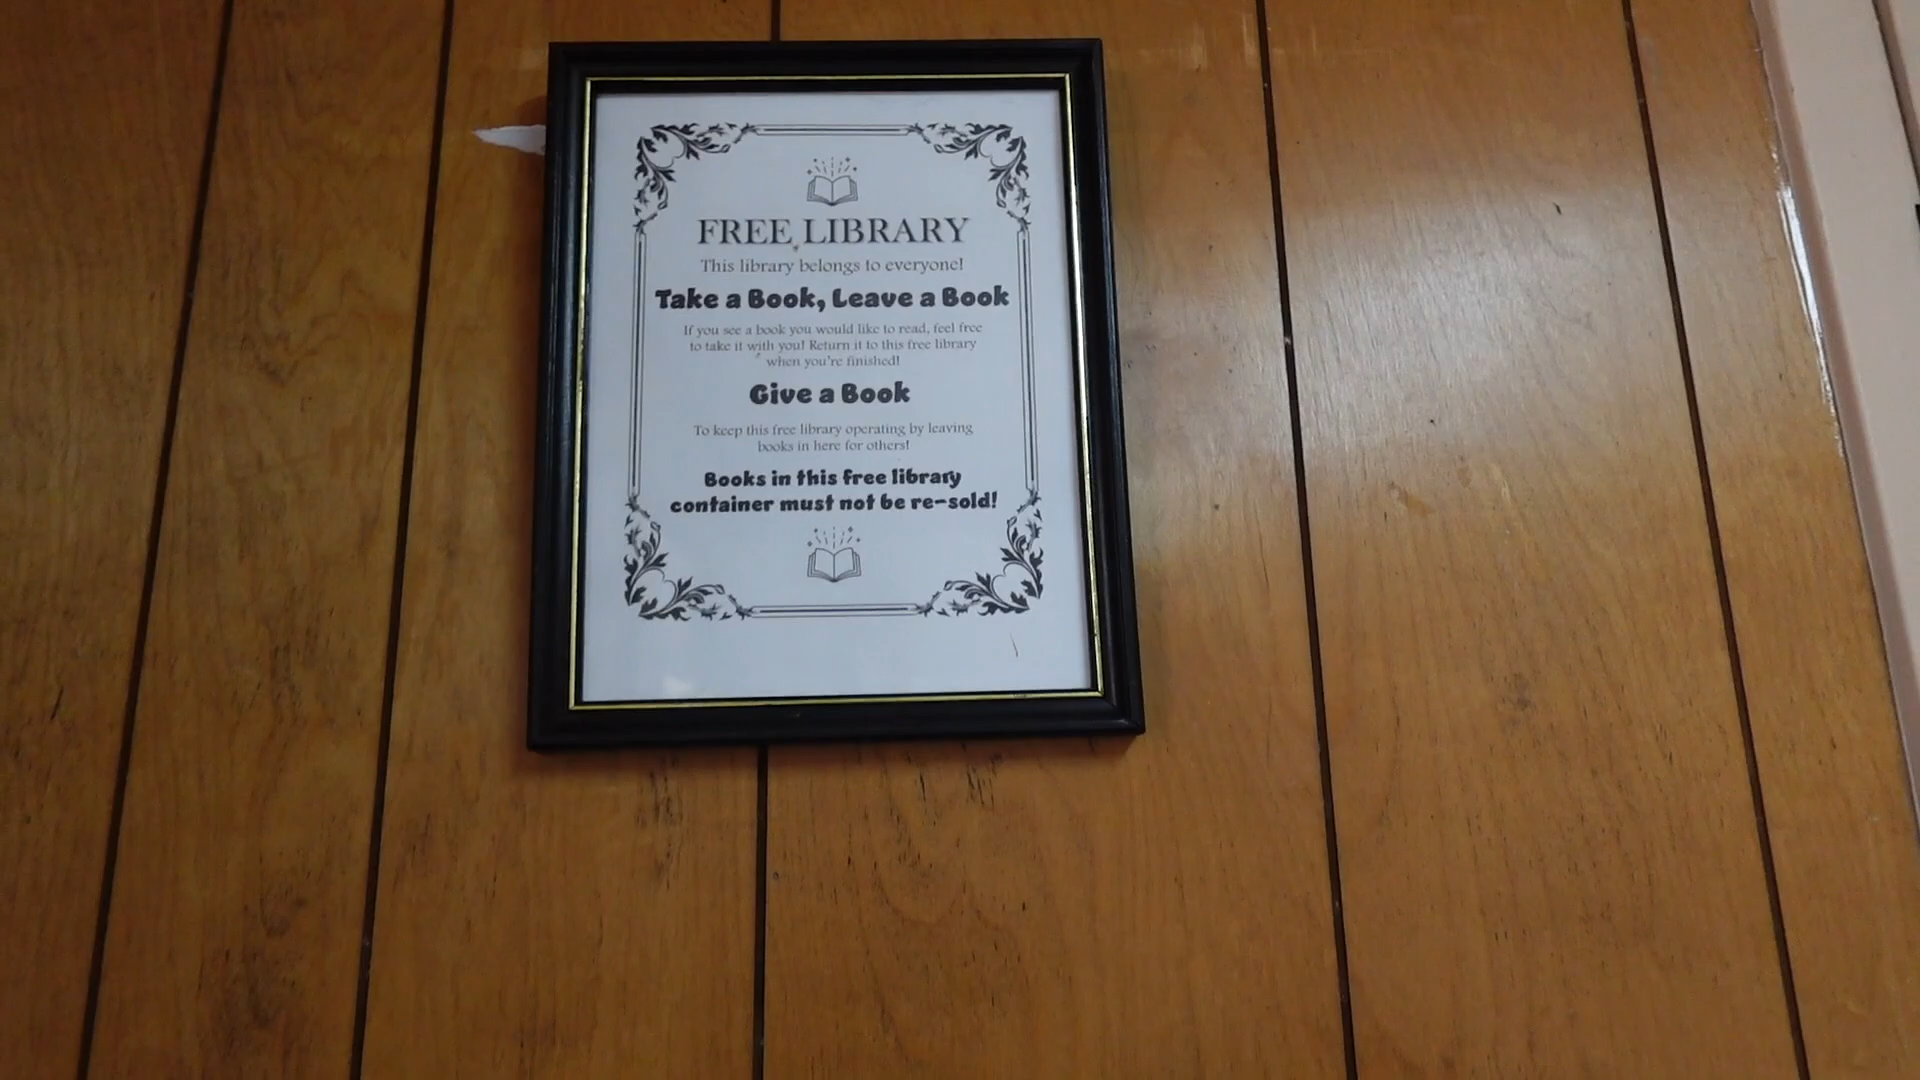 FREE LIBRARY
This library belongs to everyone!
Take a Book, Leave a Book
If you see a book you would like to read, feel free
to take it with you! Return it to this free library
when you're finished!
Give a Book
To keep this free library operating by leaving
books in here for others!
Books in this free library
container must not be re-sold!